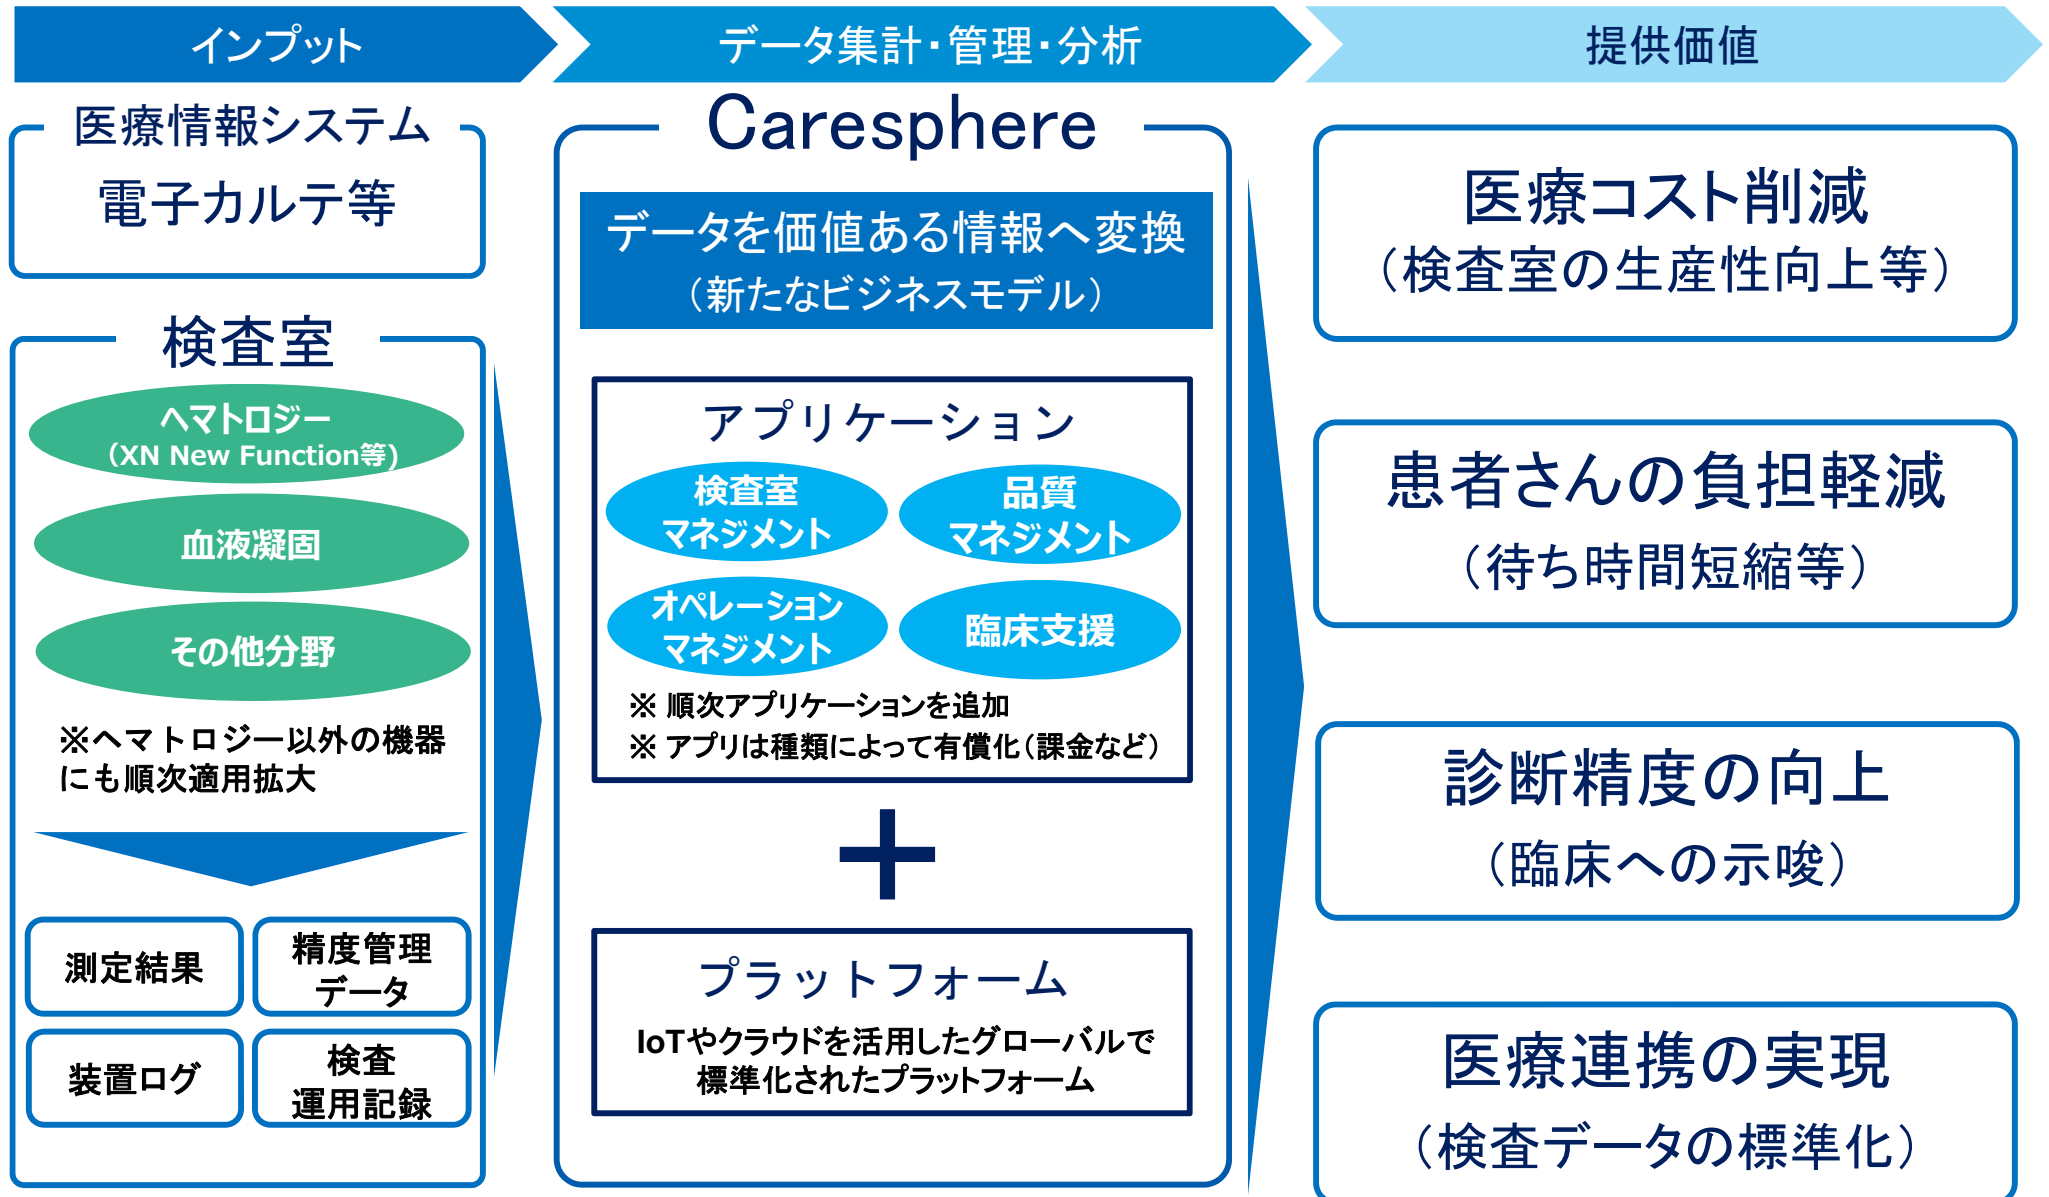 インプット
データ集計・管理・分析
提供価値
医療情報システム
電子カルテ等
検査室
ヘマトロジー
（XN New Function等）
血液凝固
その他分野
※ヘマトロジー以外の機器
にも順次適用拡大
測定結果
精度管理
データ
装置ログ
検査
運用記録
Caresphere
データを価値ある情報へ変換
（新たなビジネスモデル）
アプリケーション
検査室
マネジメント
品質
マネジメント
オペレーション
マネジメント
臨床支援
※ 順次アプリケーションを追加
※ アプリは種類によって有償化（課金など）
＋
プラットフォーム
IoTやクラウドを活用したグローバルで
標準化されたプラットフォーム
医療コスト削減
（検査室の生産性向上等）
患者さんの負担軽減
（待ち時間短縮等）
診断精度の向上
（臨床への示唆）
医療連携の実現
（検査データの標準化）